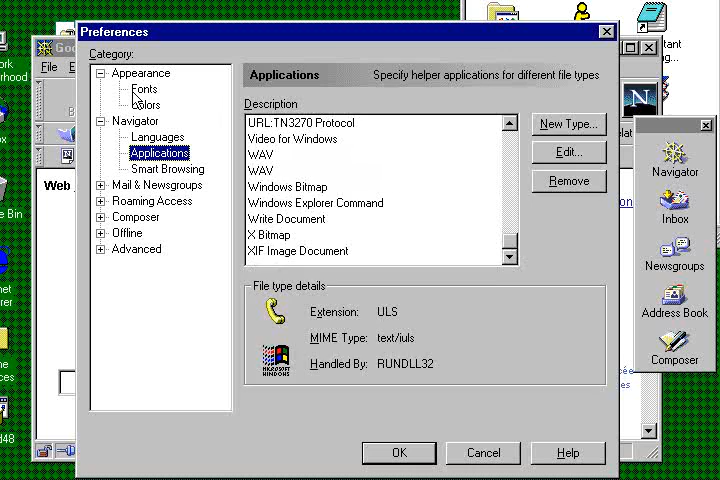 Preferences
Category:
Appearance
Fonts
Colors
Navigator
Languages
Applications
Smart Browsing
Mail & Newsgroups
Roaming Access
Composer
Offline
Advanced
Applications
Specify helper applications for different file types
Description
URL:TN3270 Protocol
Video for Windows
WAV
WAV
Windows Bitmap
Windows Explorer Command
Write Document
X Bitmap
XIF Image Document
New Type...
Edit...
Remove
File type details
Extension: ULS
MIME Type: text/iuls
Handled By: RUNDLL32
OK
Cancel
Help
File
Web
N
Navigator
Inbox
Newsgroups
Address Book
Composer